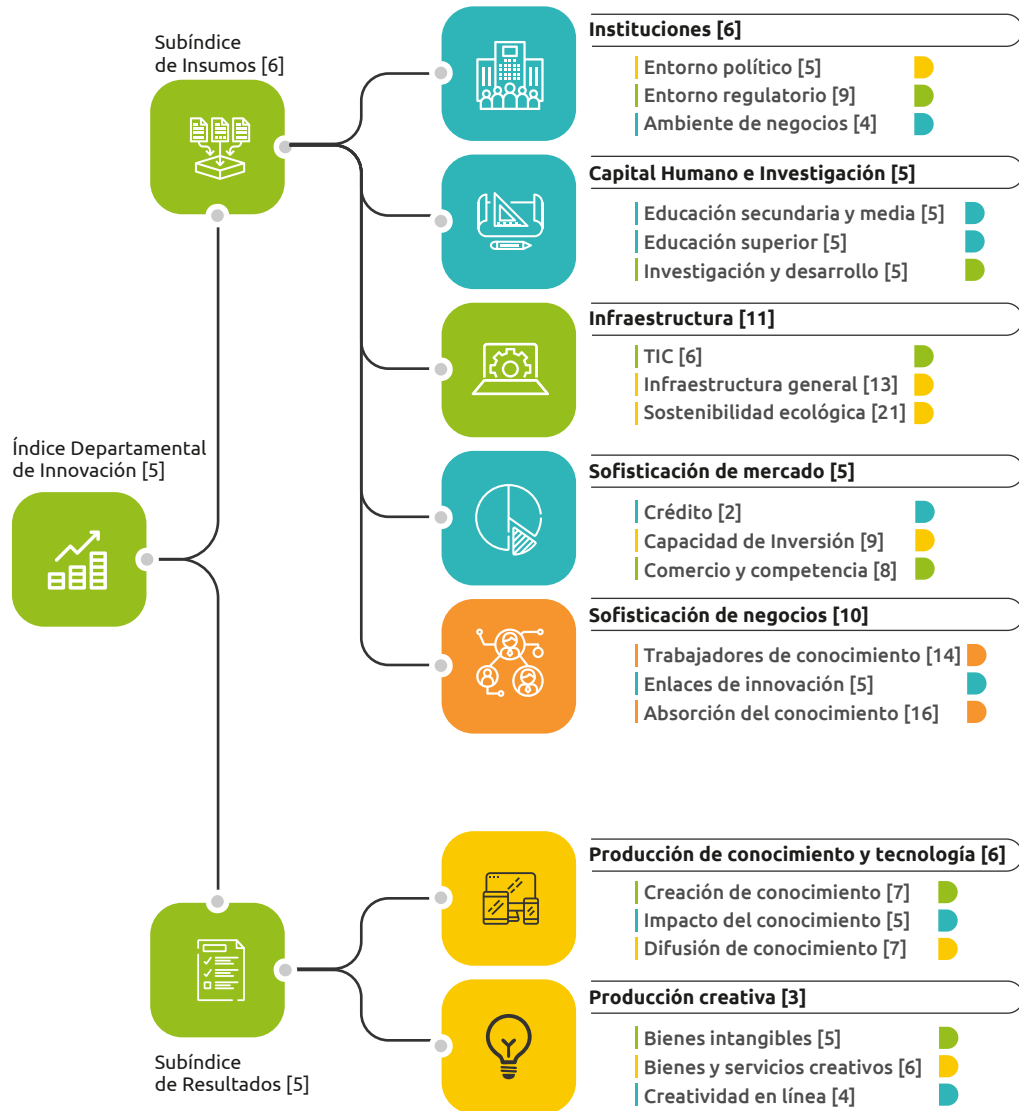 Subíndice
de Insumos [6]
Instituciones [6]
Entorno político [5]
Entorno regulatorio [9]
Ambiente de negocios [4]
Capital Humano e Investigación [5]
Educación secundaria y media [5]
Educación superior [5]
Investigación y desarrollo [5]
Infraestructura [11]
TIC [6]
Infraestructura general [13]
Sostenibilidad ecológica [21]
Índice Departamental
de Innovación [5]
Sofisticación de mercado [5]
Crédito [2]
Capacidad de Inversión [9]
Comercio y competencia [8]
Sofisticación de negocios [10]
Trabajadores de conocimiento [14]
Enlaces de innovación [5]
Absorción del conocimiento [16]
Producción de conocimiento y tecnología [6]
Creación de conocimiento [7]
Impacto del conocimiento [5]
Difusión de conocimiento [7]
Producción creativa [3]
Bienes intangibles [5]
Bienes y servicios creativos [6]
Creatividad en línea [4]
Subíndice
de Resultados [5]